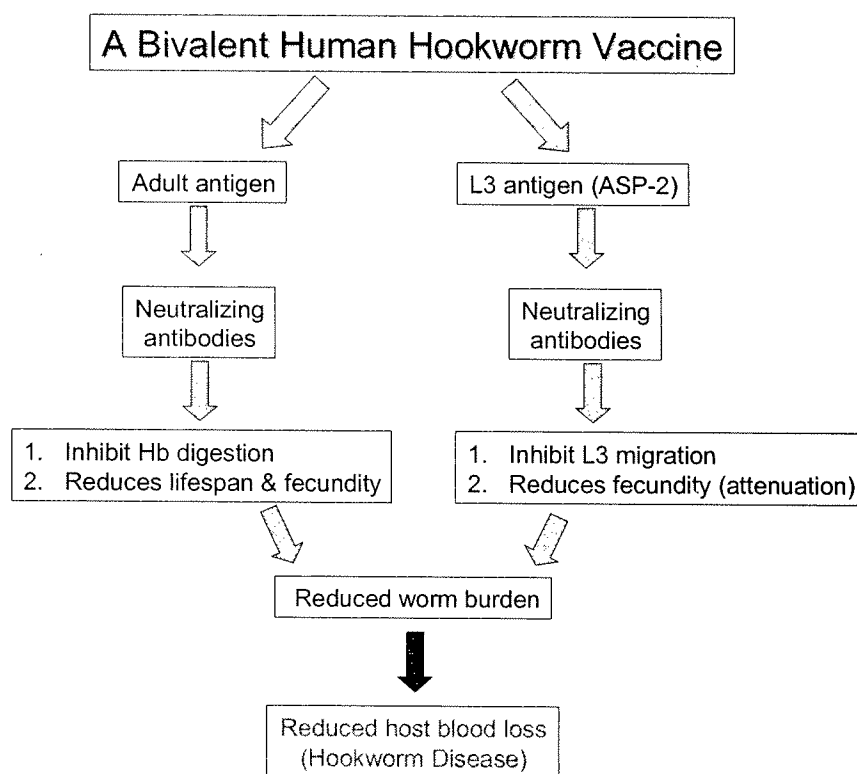 A Bivalent Human Hookworm Vaccine
Adult antigen
L3 antigen (ASP-2)
Neutralizing
antibodies
Neutralizing
antibodies
1. Inhibit Hb digestion
2. Reduces lifespan & fecundity
1. Inhibit L3 migration
2. Reduces fecundity (attenuation)
Reduced worm burden
Reduced host blood loss
(Hookworm Disease)